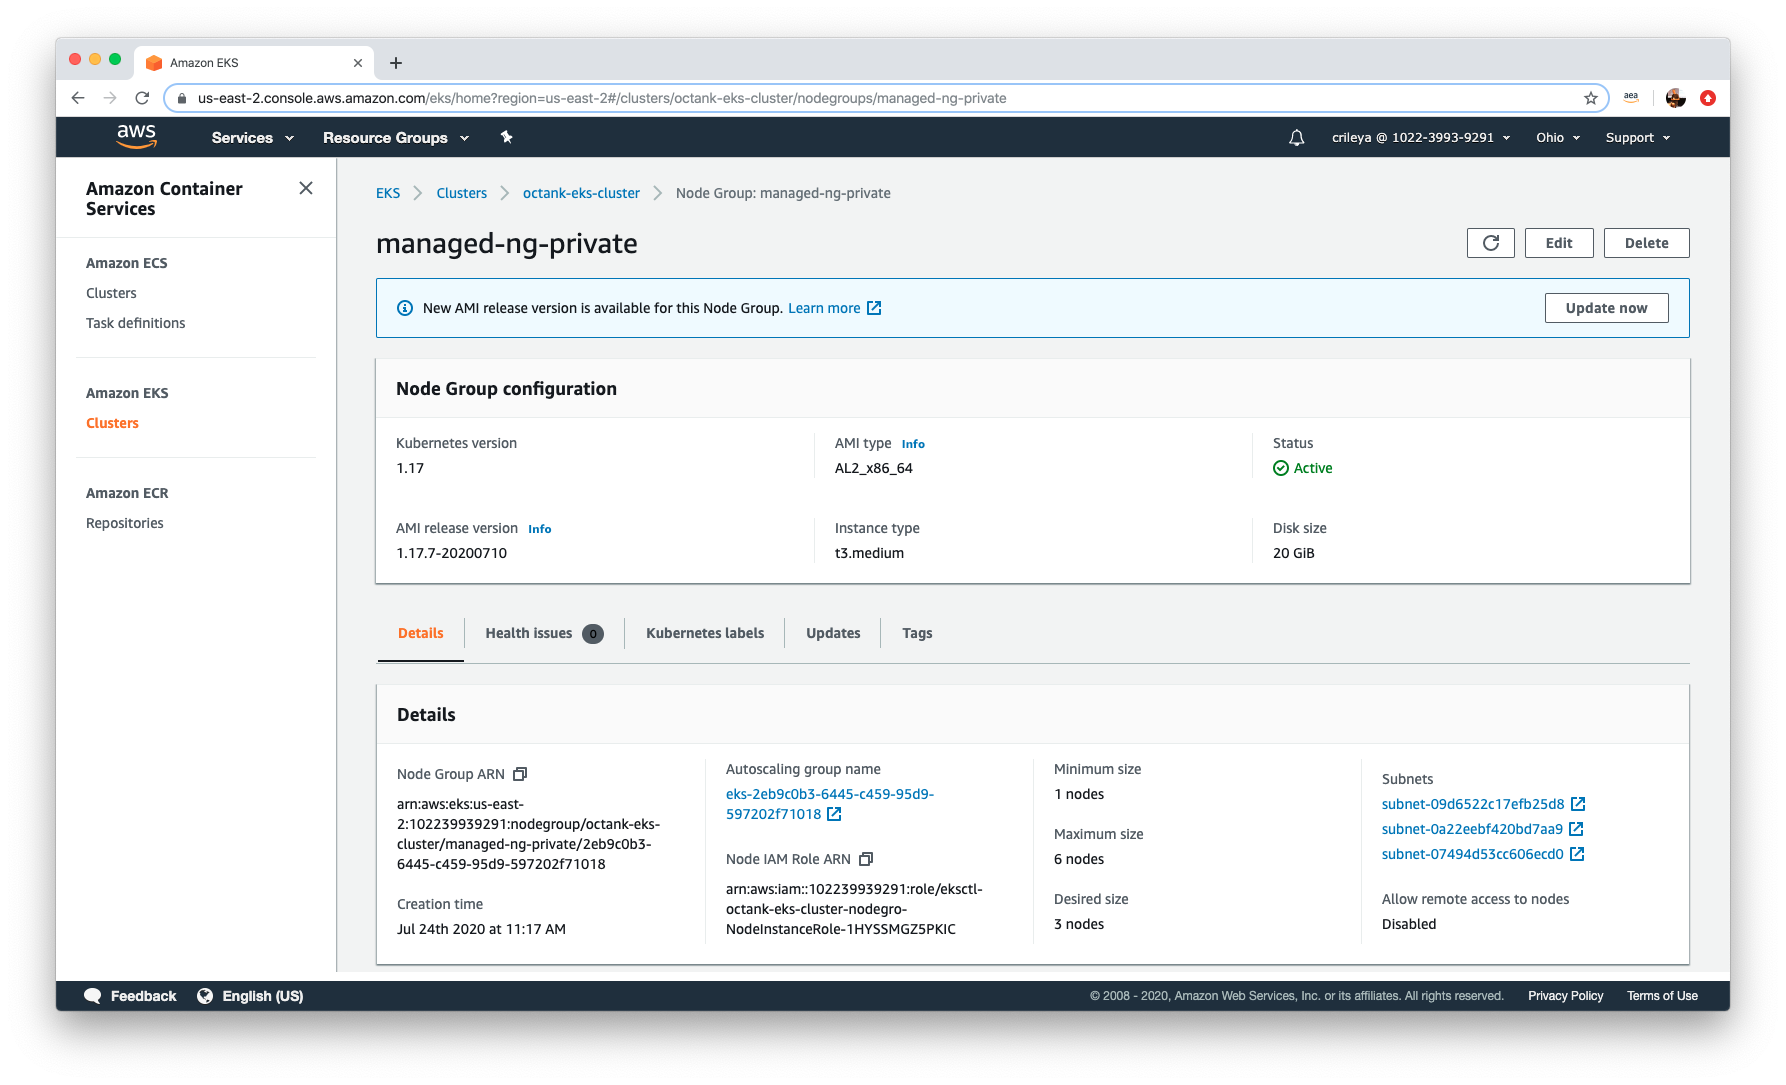 Amazon EKS
us-east-2.console.aws.amazon.com/eks/home?region=us-east-2#/clusters/octank-eks-cluster/nodegroups/managed-ng-private
aea
aws
Services
Resource Groups
crileya @ 1022-3993-9291
Ohio
Support
Amazon Container
Services
Amazon ECS
Clusters
Task definitions
Amazon EKS
Clusters
Amazon ECR
Repositories
EKS
Clusters
octank-eks-cluster
Node Group: managed-ng-private
managed-ng-private
Edit
Delete
New AMI release version is available for this Node Group. Learn more
Update now
Node Group configuration
Kubernetes version
1.17
AMI type Info
AL2_x86_64
Status
Active
AMI release version Info
1.17.7-20200710
Instance type
t3.medium
Disk size
20 GiB
Details
Health issues 0
Kubernetes labels
Updates
Tags
Details
Node Group ARN
arn:aws:eks:us-east-
2:102239939291:nodegroup/octank-eks-
cluster/managed-ng-private/2eb9c0b3-
6445-c459-95d9-597202f71018
Creation time
Jul 24th 2020 at 11:17 AM
Autoscaling group name
eks-2eb9c0b3-6445-c459-95d9-
597202f71018
Node IAM Role ARN
arn:aws:iam::102239939291:role/eksctl-
octank-eks-cluster-nodegro-
NodeInstanceRole-1HYSSMGZ5PKIC
Minimum size
1 nodes
Maximum size
6 nodes
Desired size
3 nodes
Subnets
subnet-09d6522c17efb25d8
subnet-0a22eebf420bd7aa9
subnet-07494d53cc606ecd0
Allow remote access to nodes
Disabled
Feedback
English (US)
© 2008 - 2020, Amazon Web Services, Inc. or its affiliates. All rights reserved.
Privacy Policy
Terms of Use